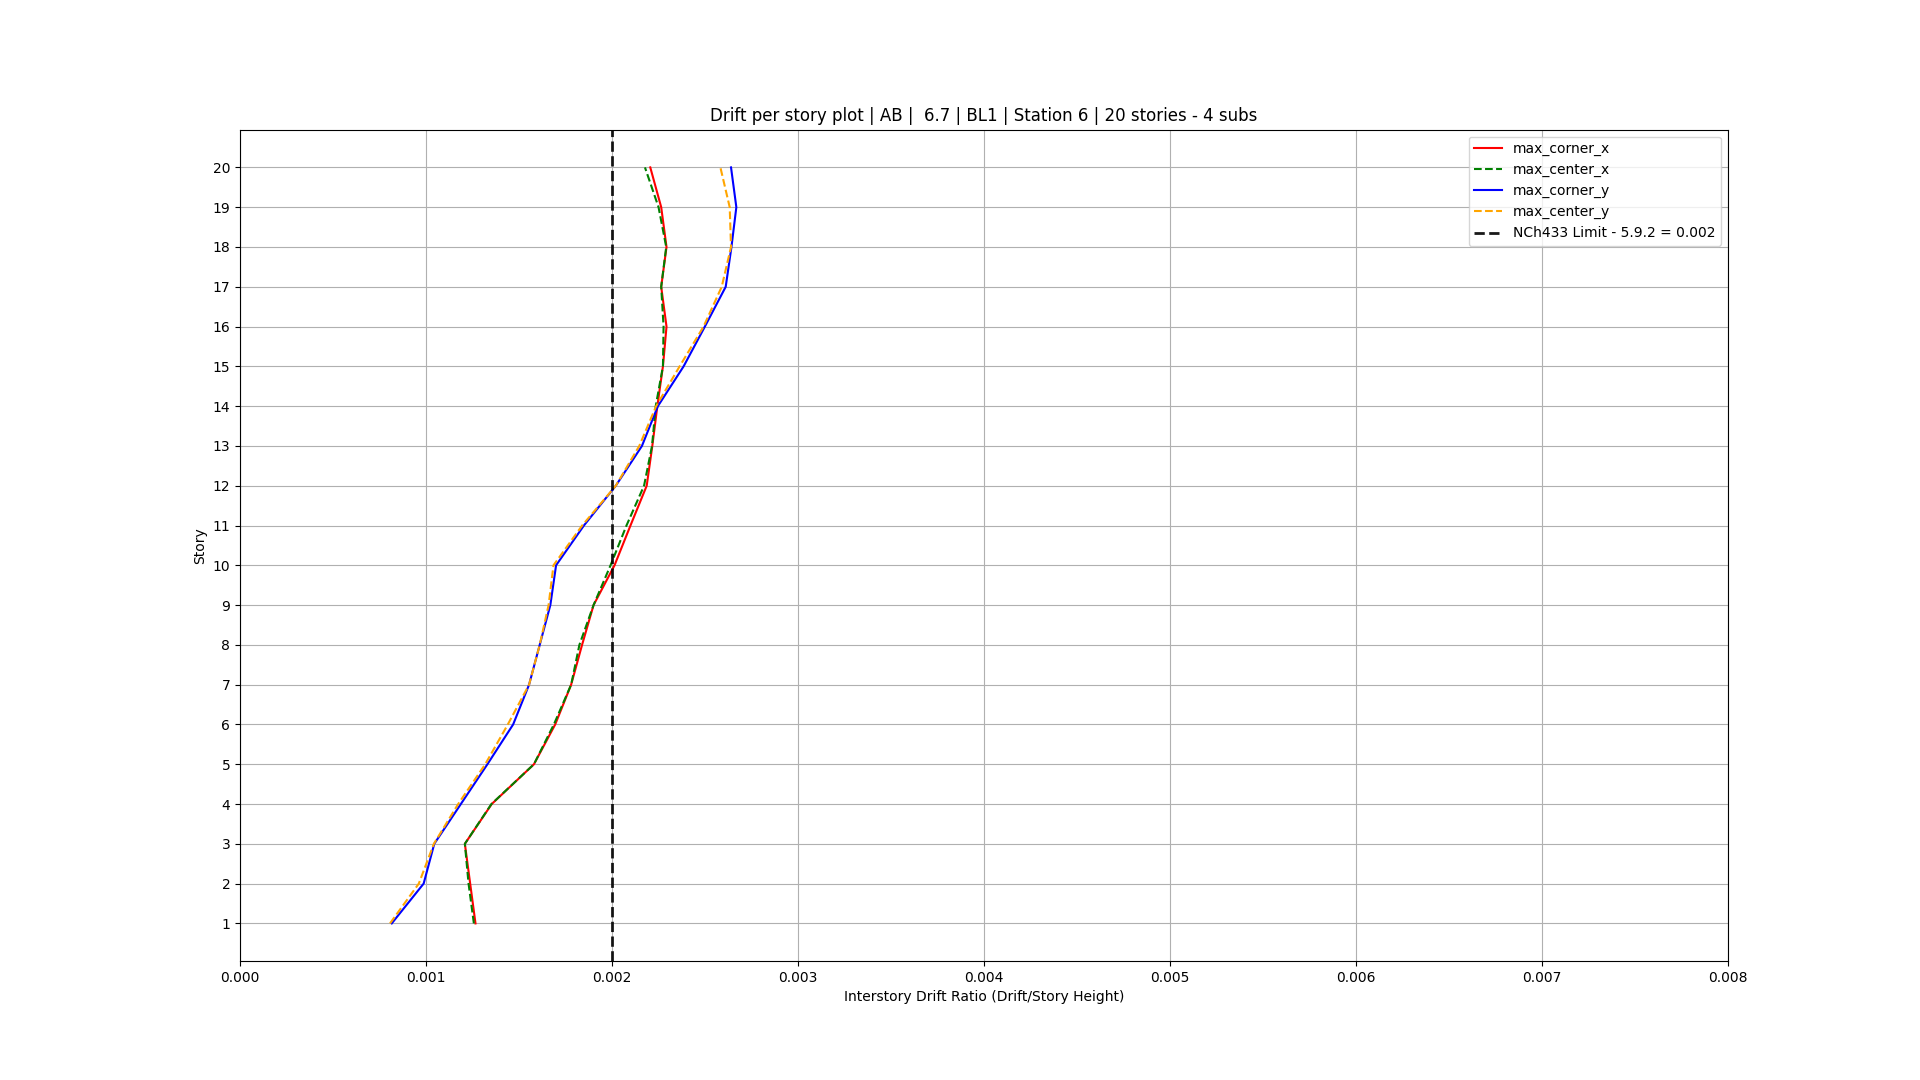 Drift per story plot | AB |  6.7 | BL1 | Station 6 | 20 stories - 4 subs
max_corner_x
max_center_x
max_corner_y
max_center_y
NCh433 Limit - 5.9.2 = 0.002
20
19
18
17
16
15
14
13
12
11
10
9
8
7
6
5
4
3
2
1
Story
0.000 0.001 0.002 0.003 0.004 0.005 0.006 0.007 0.008
Interstory Drift Ratio (Drift/Story Height)